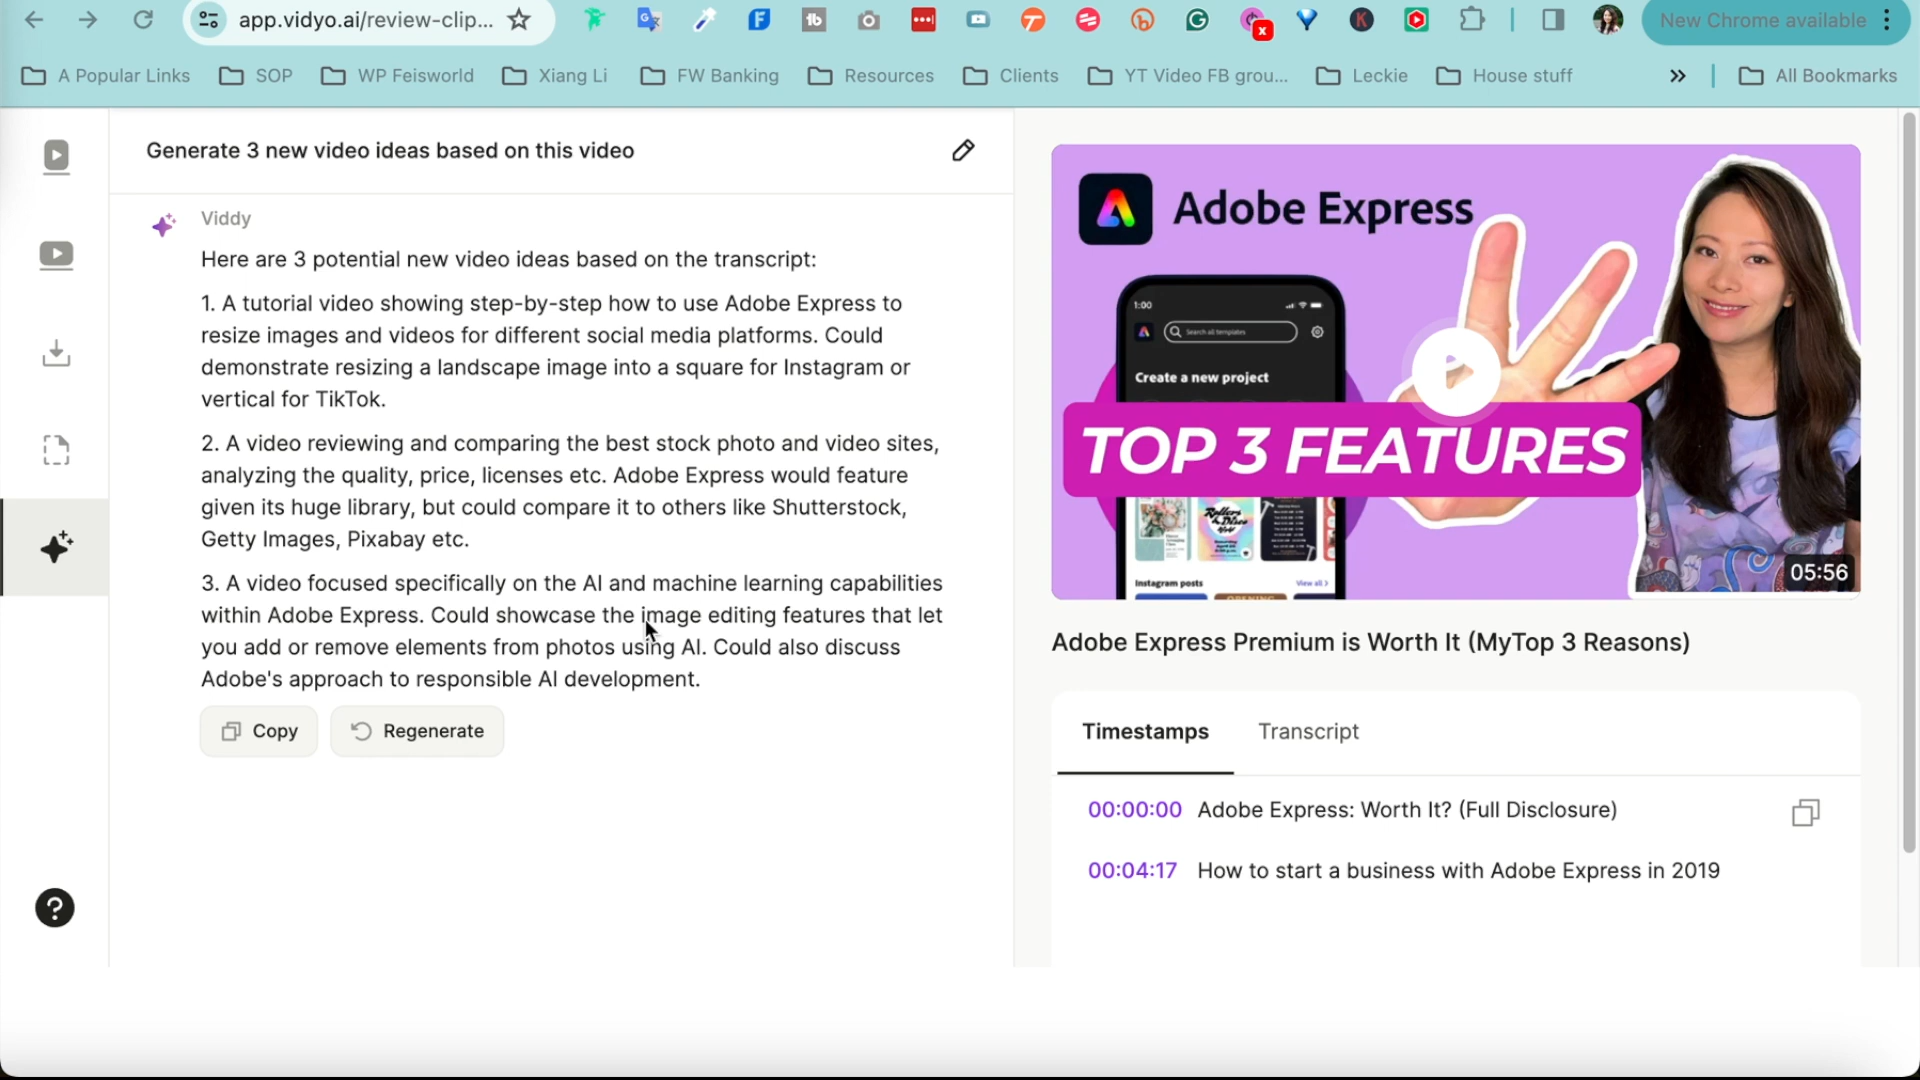 app.vidyo.ai/review-clip...
New Chrome available
A Popular Links
SOP
WP Feisworld
Xiang Li
FW Banking
Resources
Clients
YT Video FB grou...
Leckie
House stuff
All Bookmarks
Generate 3 new video ideas based on this video
Viddy
Here are 3 potential new video ideas based on the transcript:
1. A tutorial video showing step-by-step how to use Adobe Express to
resize images and videos for different social media platforms. Could
demonstrate resizing a landscape image into a square for Instagram or
vertical for TikTok.
2. A video reviewing and comparing the best stock photo and video sites,
analyzing the quality, price, licenses etc. Adobe Express would feature
given its huge library, but could compare it to others like Shutterstock,
Getty Images, Pixabay etc.
3. A video focused specifically on the AI and machine learning capabilities
within Adobe Express. Could showcase the image editing features that let
you add or remove elements from photos using AI. Could also discuss
Adobe's approach to responsible AI development.
Copy
Regenerate
Adobe Express
1:00
Search all templates
Create a new project
TOP 3 FEATURES
Instagram posts
View all >
05:56
Adobe Express Premium is Worth It (MyTop 3 Reasons)
Timestamps
Transcript
00:00:00 Adobe Express: Worth It? (Full Disclosure)
00:04:17 How to start a business with Adobe Express in 2019